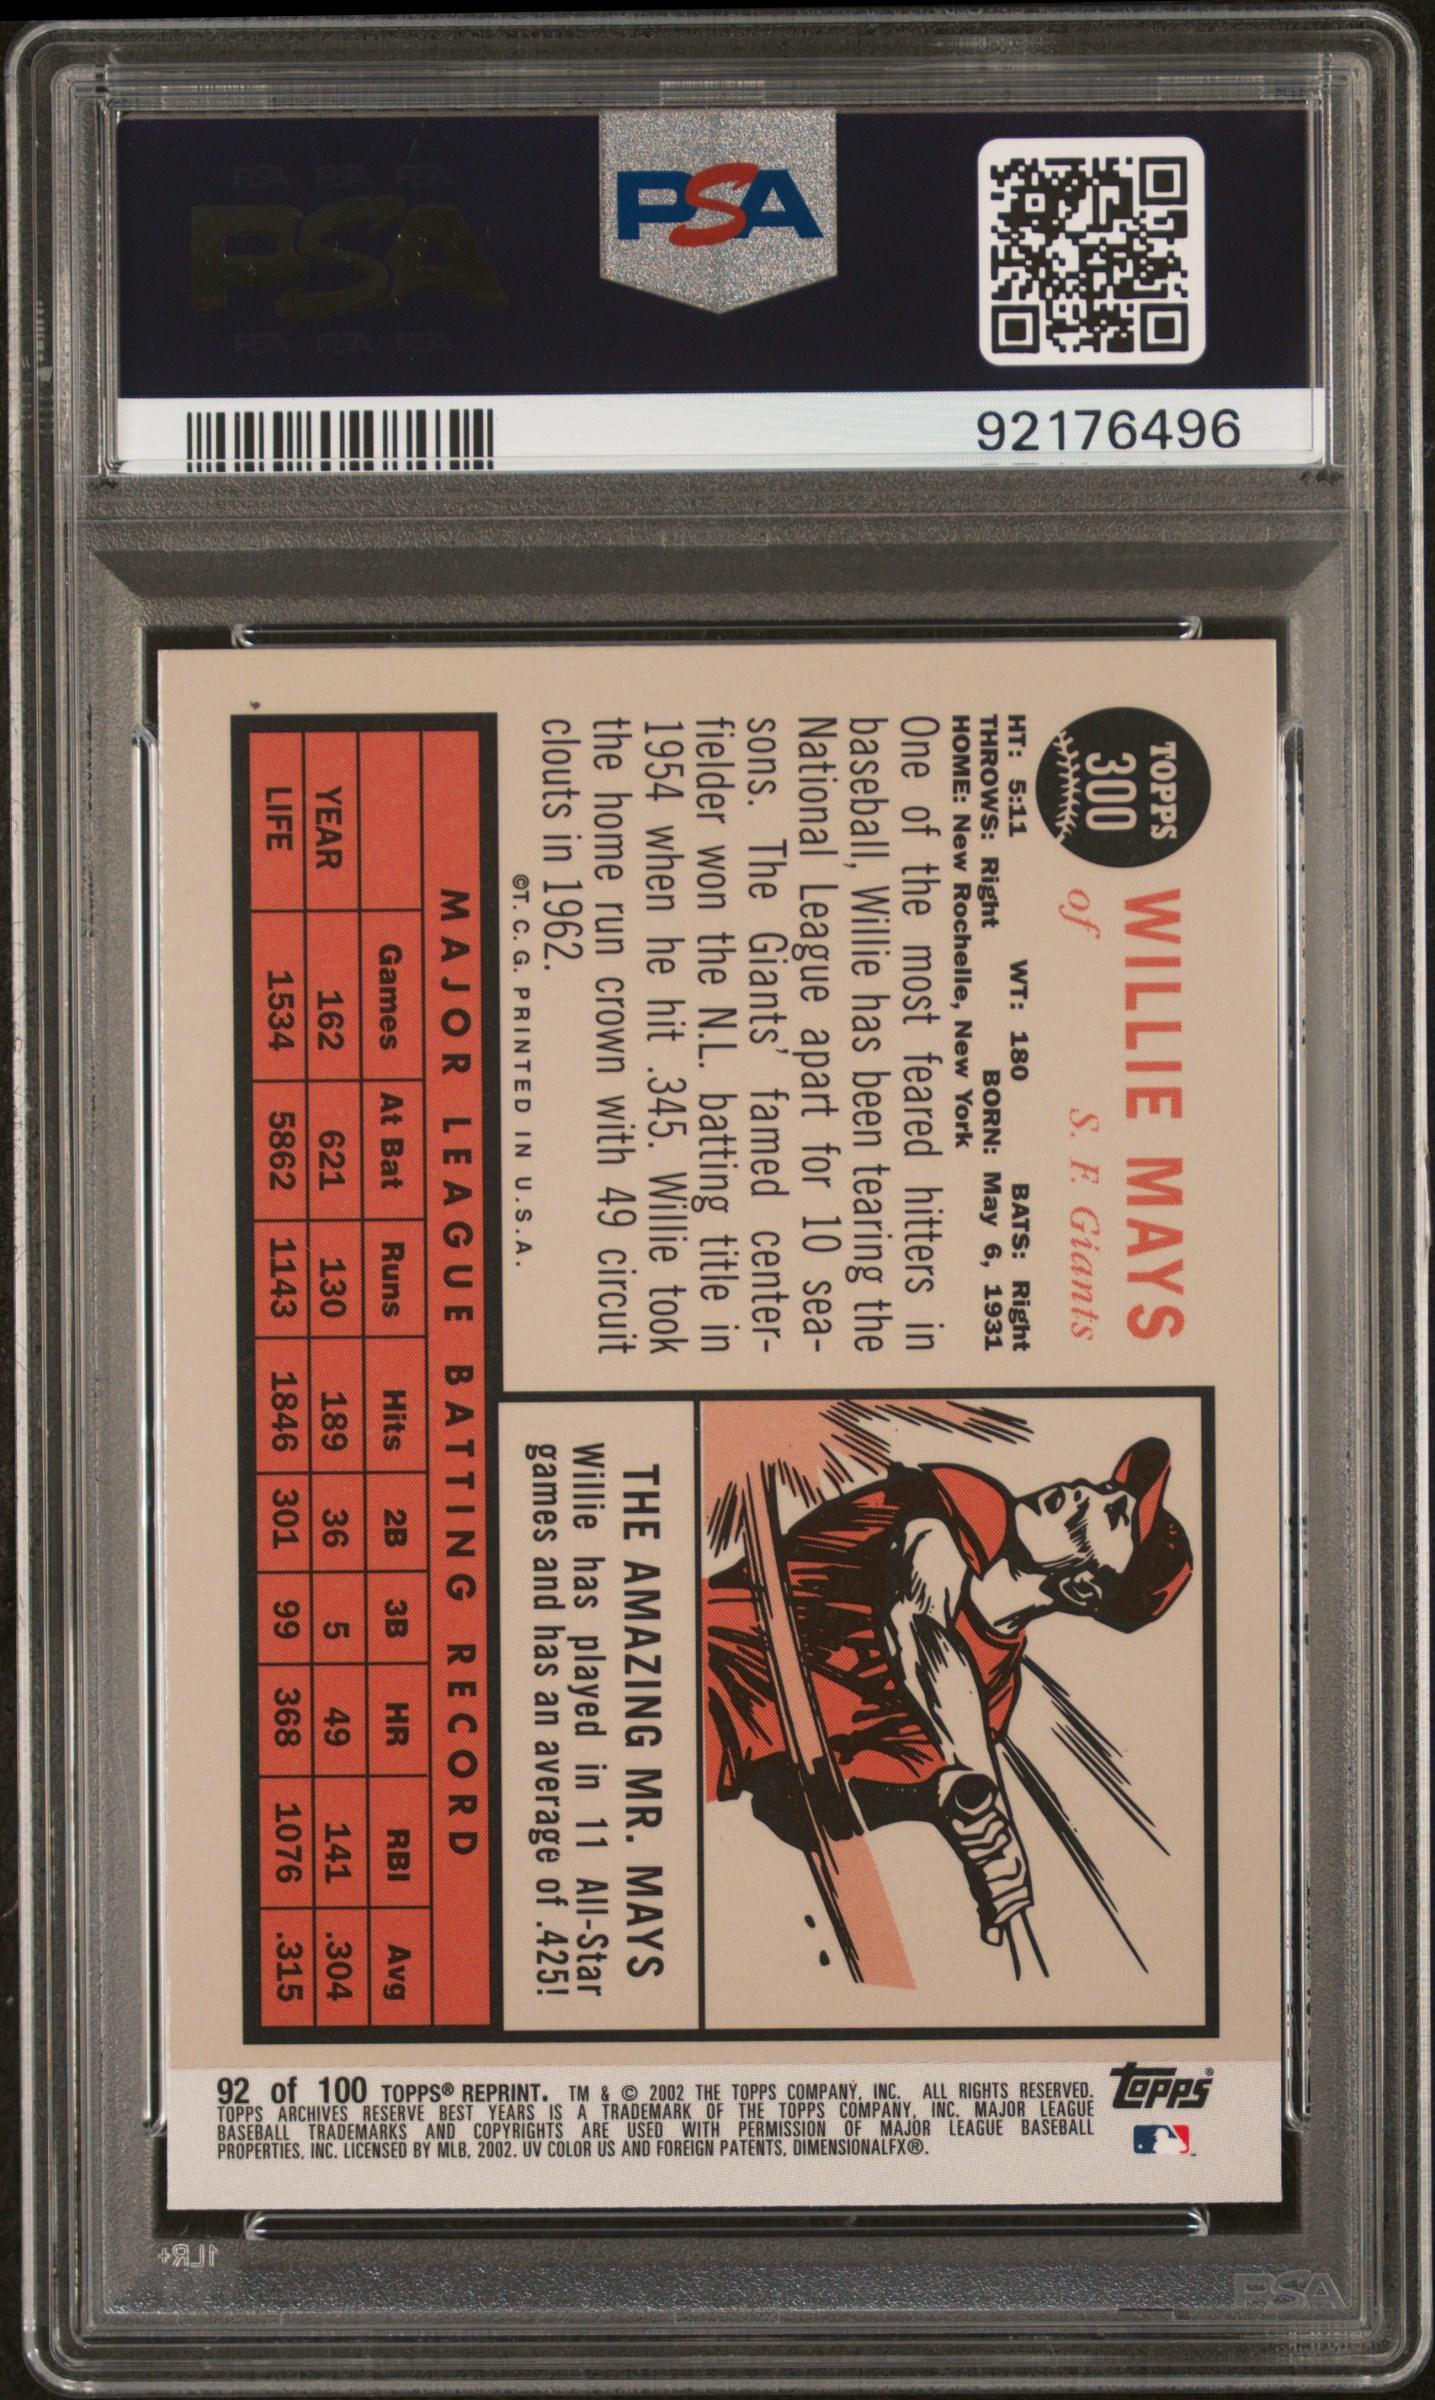 PSA PSA PSA
PSA
PSA PSA PSA
PSA
92176496
TOPPS
300
WILLIE MAYS
of S. F. Giants
HT: 5:11 WT: 180 BATS: Right
THROWS: Right BORN: May 6, 1931
HOME: New Rochelle, New York
One of the most feared hitters in
baseball, Willie has been tearing the
National League apart for 10 sea-
sons. The Giants' famed center-
fielder won the N.L. batting title in
1954 when he hit .345. Willie took
the home run crown with 49 circuit
clouts in 1962.
©T. C. G. PRINTED IN U.S.A.
THE AMAZING MR. MAYS
Willie has played in 11 All-Star
games and has an average of .425!
MAJOR LEAGUE BATTING RECORD
Games At Bat Runs Hits 2B 3B HR RBI Avg
YEAR 162 621 130 189 36 5 49 141 .304
LIFE 1534 5862 1143 1846 301 99 368 1076 .315
92 of 100 TOPPS® REPRINT. TM & © 2002 THE TOPPS COMPANY, INC. ALL RIGHTS RESERVED.
TOPPS ARCHIVES RESERVE BEST YEARS IS A TRADEMARK OF THE TOPPS COMPANY, INC. MAJOR LEAGUE
BASEBALL TRADEMARKS AND COPYRIGHTS ARE USED WITH PERMISSION OF MAJOR LEAGUE BASEBALL
PROPERTIES, INC. LICENSED BY MLB, 2002. UV COLOR US AND FOREIGN PATENTS, DIMENSIONALFX®.
topps®
1LR+
PSA